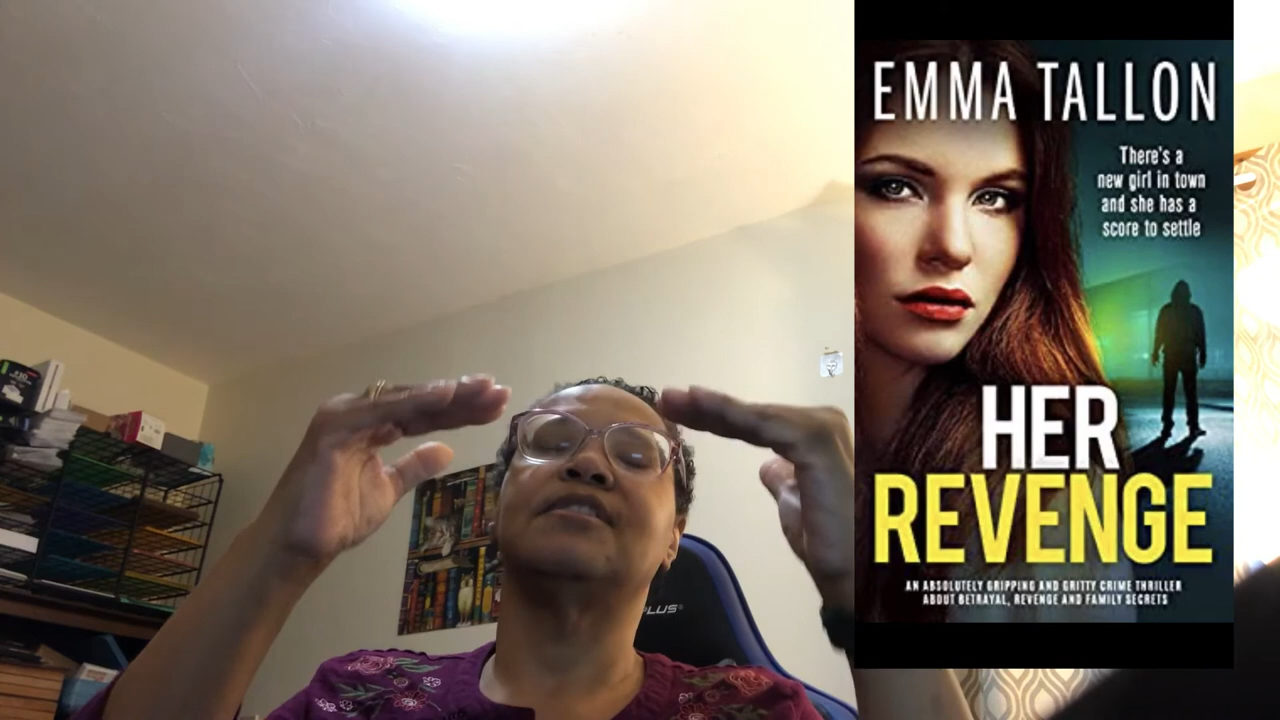 EMMA TALLON
There's a
new girl in town
and she has a
score to settle
HER
REVENGE
AN ABSOLUTELY GRIPPING AND GRITTY CRIME THRILLER
ABOUT BETRAYAL, REVENGE AND FAMILY SECRETS
PLUS